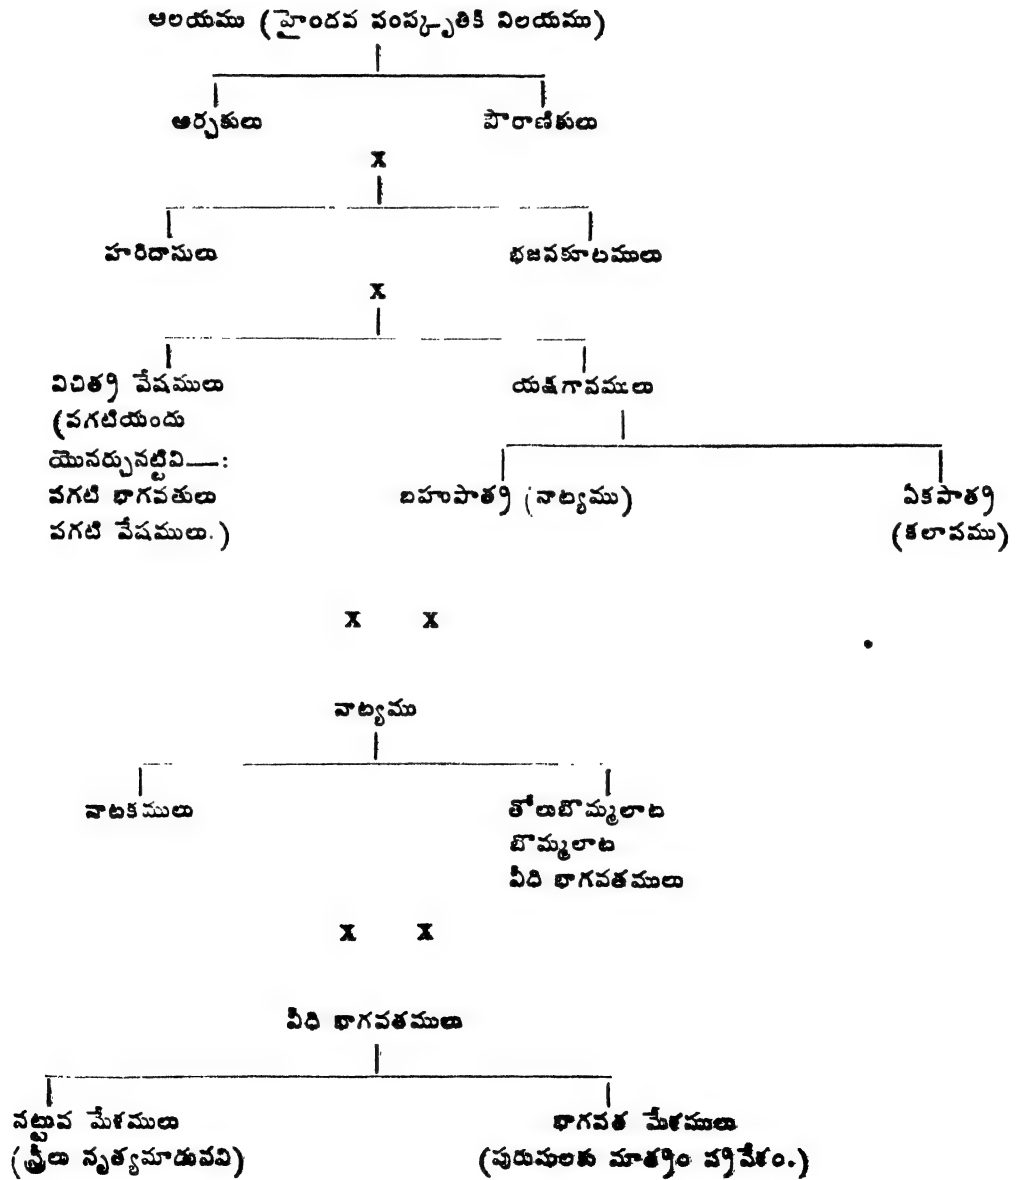 ఆలయము (హైందవ సంస్కృతికి నిలయము)
అర్చకులు పౌరాణికులు
X
హరిదాసులు భజనకూటములు
X
విచిత్ర వేషములు యక్షగానములు
(పగటియందు
యొనర్చునట్టివి—:
పగటి భాగవతులు బహుపాత్ర (నాట్యము) ఏకపాత్ర
పగటి వేషములు.) (కలాపము)
X X
నాట్యము
నాటకములు తోలుబొమ్మలాట
బొమ్మలాట
వీధి భాగవతములు
X X
వీధి భాగవతములు
నట్టువ మేళములు భాగవత మేళములు
(స్త్రీలు నృత్యమాడునవి) (పురుషులకు మాత్రం ప్రవేశం.)